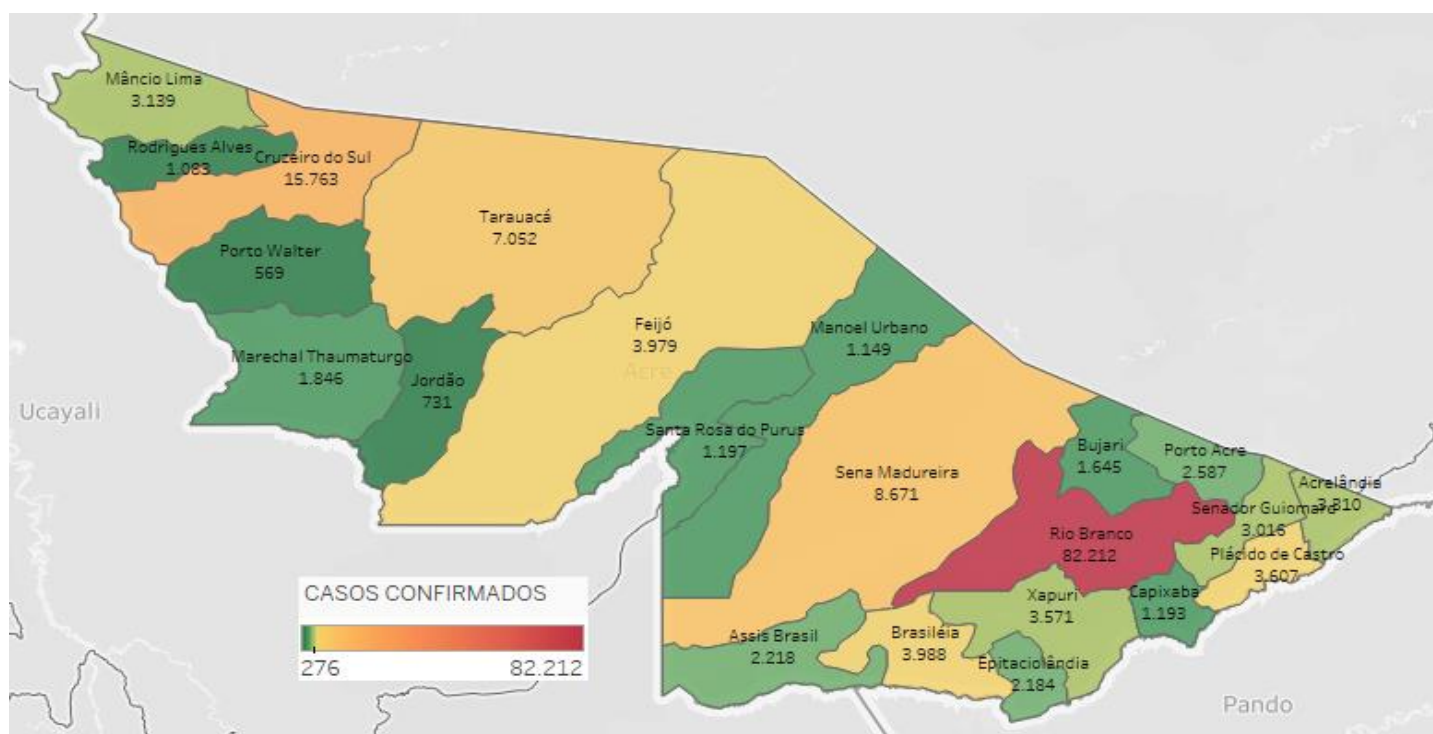 Mâncio Lima
3.139
Rodrigues Alves
1.083
Cruzeiro do Sul
15.763
Tarauacá
7.052
Porto Walter
569
Feijó
3.979
Acre
Manoel Urbano
1.149
Marechal Thaumaturgo
1.846
Jordão
731
Ucayali
Santa Rosa do Purus
1.197
Sena Madureira
8.671
Bujari
1.645
Porto Acre
2.587
Acrelândia
3.810
Senador Guiomard
3.016
Rio Branco
82.212
Plácido de Castro
3.607
Xapuri
3.571
Capixaba
1.193
Assis Brasil
2.218
Brasiléia
3.988
Epitaciolândia
2.184
Pando
CASOS CONFIRMADOS
276
82.212